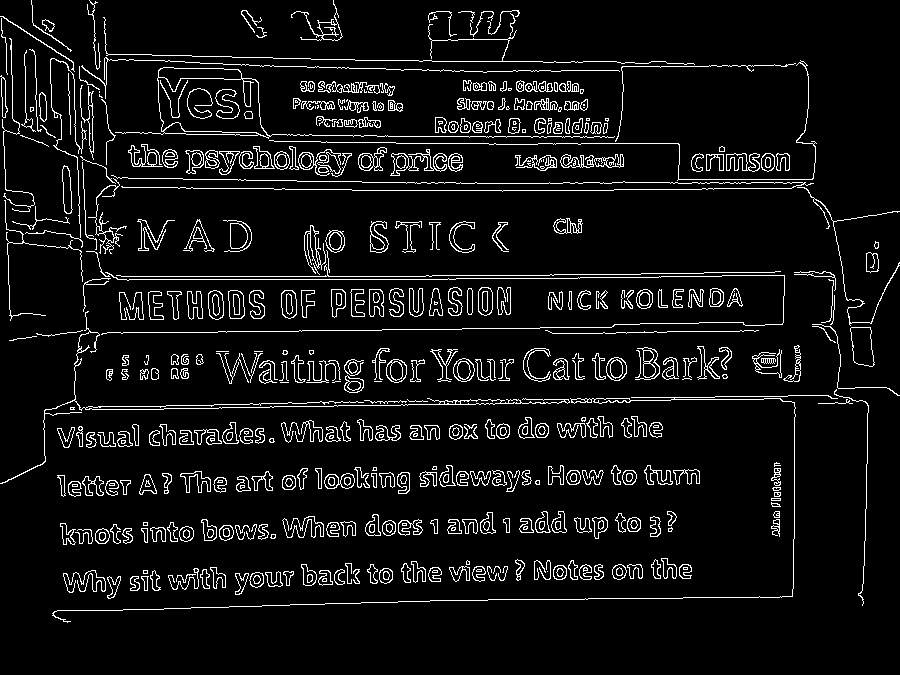 Yes!
50 Scientifically
Proven Ways to Be
Persuasive
Noah J. Goldstein,
Steve J. Martin, and
Robert B. Cialdini
the psychology of price
Leigh Caldwell
crimson
M AD to STICK
Chi
METHODS OF PERSUASION
NICK KOLENDA
Waiting for Your Cat to Bark?
Visual charades. What has an ox to do with the
letter A? The art of looking sideways. How to turn
knots into bows. When does 1 and 1 add up to 3?
Why sit with your back to the view? Notes on the
Alan Fletcher